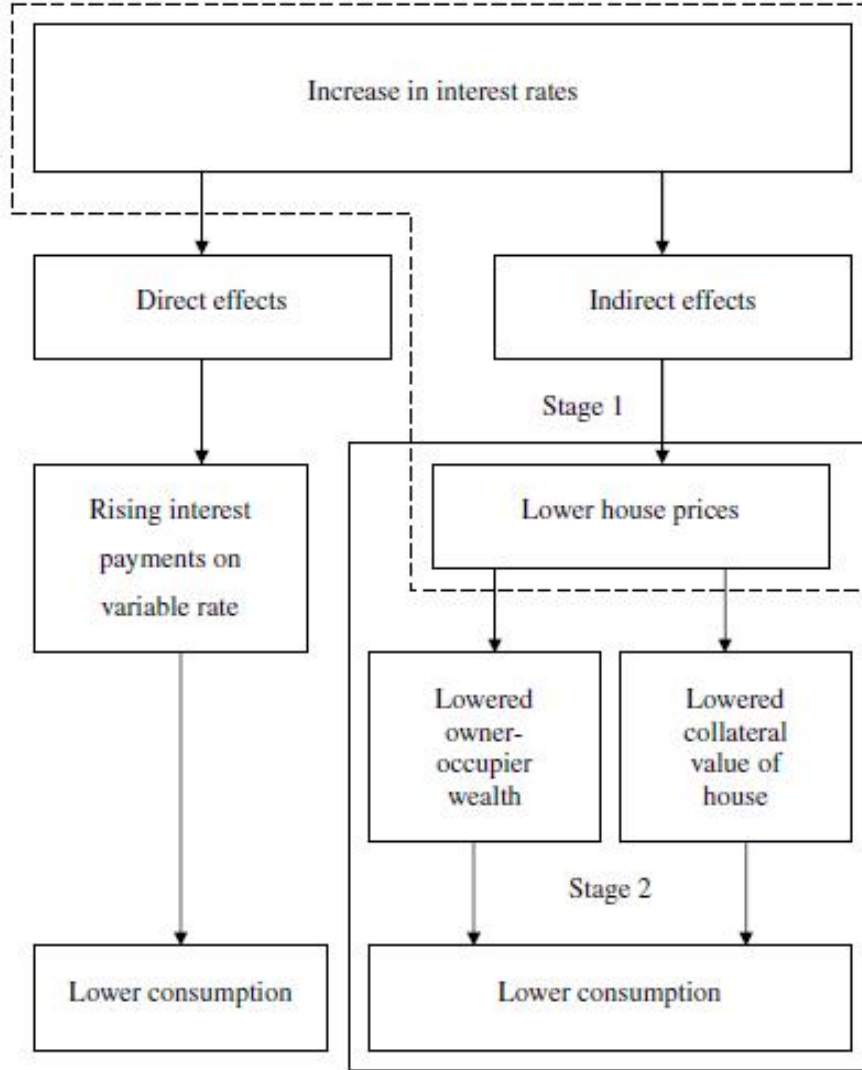 Increase in interest rates
Direct effects
Indirect effects
Stage 1
Rising interest
payments on
variable rate
Lower house prices
Lowered
owner-
occupier
wealth
Lowered
collateral
value of
house
Stage 2
Lower consumption
Lower consumption